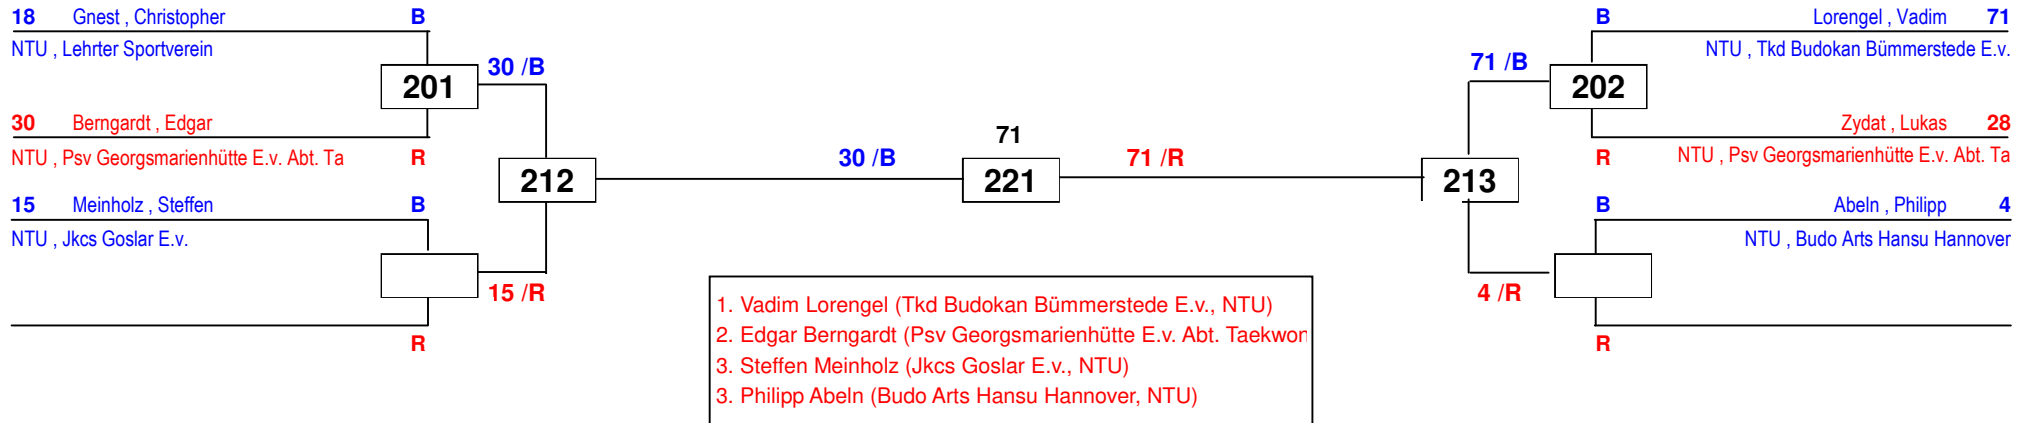 18 Gnest , Christopher B
NTU , Lehrter Sportverein
201
30 /B
30 Berngardt , Edgar
NTU , Psv Georgsmarienhütte E.v. Abt. Ta R
212
15 Meinholz , Steffen B
NTU , Jkcs Goslar E.v.
15 /R
R
30 /B
71
221
71 /R
B Lorengel , Vadim 71
NTU , Tkd Budokan Bümmerstede E.v.
71 /B
202
Zydat , Lukas 28
R NTU , Psv Georgsmarienhütte E.v. Abt. Ta
213
B Abeln , Philipp 4
NTU , Budo Arts Hansu Hannover
4 /R
R
1. Vadim Lorengel (Tkd Budokan Bümmerstede E.v., NTU)
2. Edgar Berngardt (Psv Georgsmarienhütte E.v. Abt. Taekwon
3. Steffen Meinholz (Jkcs Goslar E.v., NTU)
3. Philipp Abeln (Budo Arts Hansu Hannover, NTU)